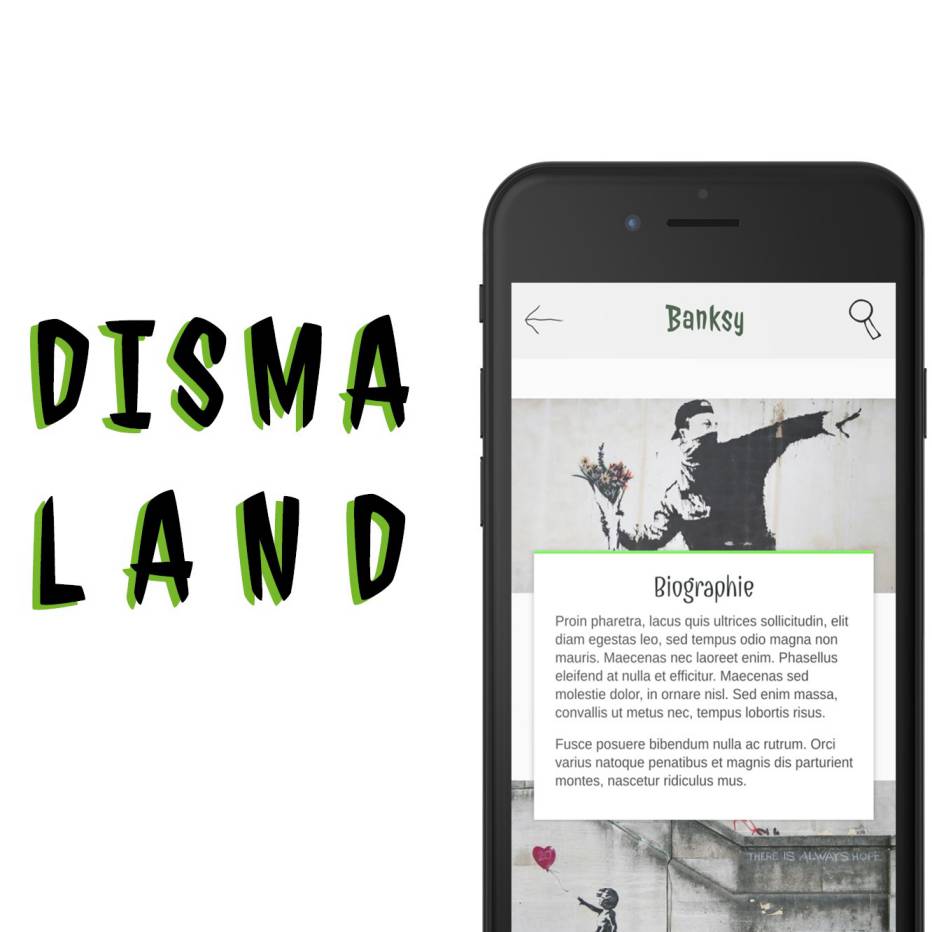 DISMA
LAND
Banksy
Biographie
Proin pharetra, lacus quis ultrices sollicitudin, elit
diam egestas leo, sed tempus odio magna non
mauris. Maecenas nec laoreet enim. Phasellus
eleifend at nulla et efficitur. Maecenas sed
molestie dolor, in ornare nisl. Sed enim massa,
convallis ut metus nec, tempus lobortis risus.
Fusce posuere bibendum nulla ac rutrum. Orci
varius natoque penatibus et magnis dis parturient
montes, nascetur ridiculus mus.
THERE IS ALWAYS HOPE